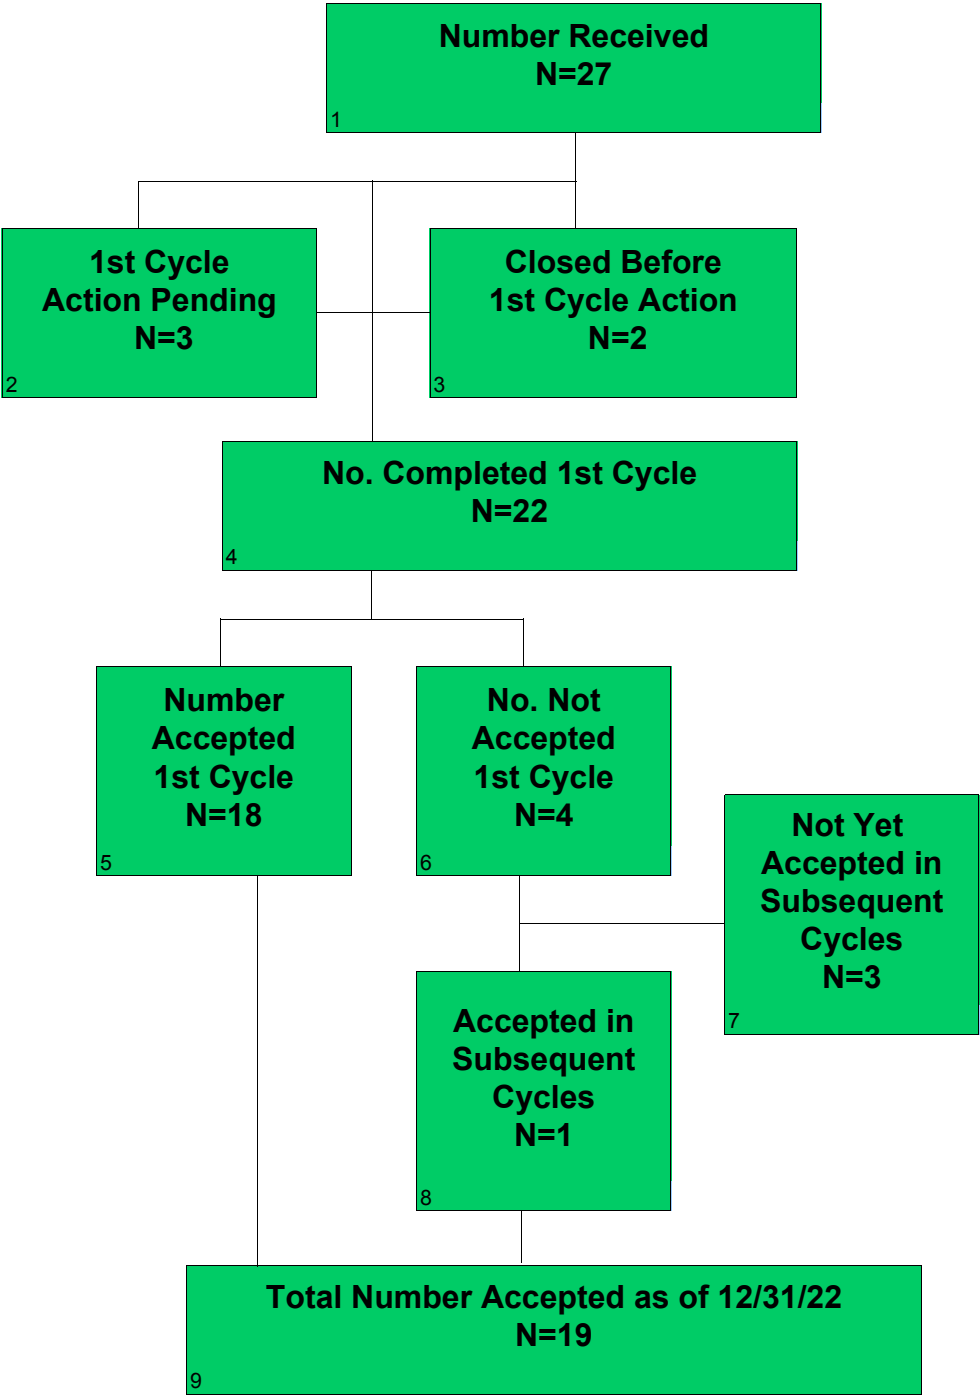 Number Received
N=27
1
1st Cycle
Action Pending
N=3
2
Closed Before
1st Cycle Action
N=2
3
No. Completed 1st Cycle
N=22
4
Number
Accepted
1st Cycle
N=18
5
No. Not
Accepted
1st Cycle
N=4
6
Not Yet
Accepted in
Subsequent
Cycles
N=3
7
Accepted in
Subsequent
Cycles
N=1
8
Total Number Accepted as of 12/31/22
N=19
9